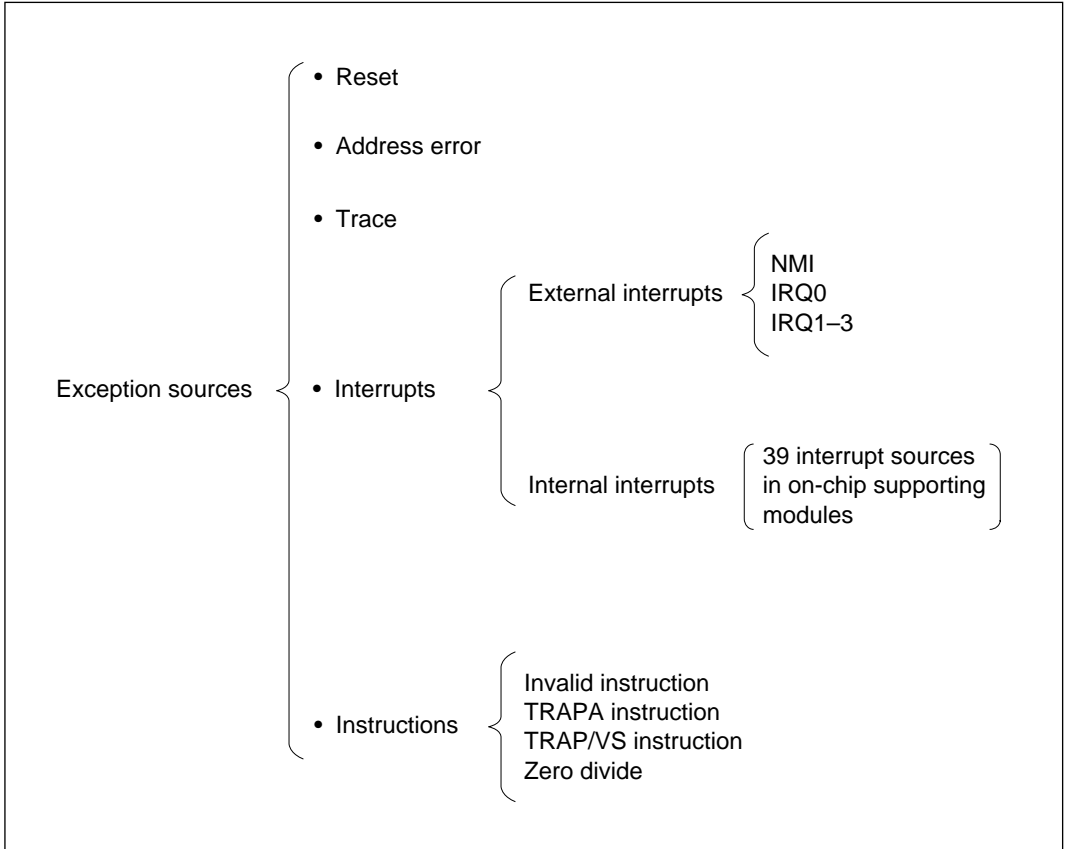 • Reset
• Address error
• Trace
Exception sources
• Interrupts
External interrupts
NMI
IRQ0
IRQ1–3
Internal interrupts
39 interrupt sources
in on-chip supporting
modules
• Instructions
Invalid instruction
TRAPA instruction
TRAP/VS instruction
Zero divide